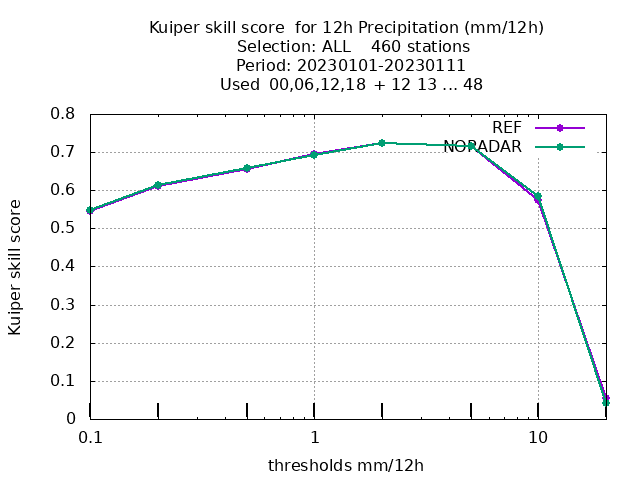 Kuiper skill score for 12h Precipitation (mm/12h)
Selection: ALL 460 stations
Period: 20230101-20230111
Used 00,06,12,18 + 12 13 ... 48
0.8
REF
0.7
NORADAR
0.6
0.5
0.4
0.3
0.2
0.1
0
Kuiper skill score
0.1 1 10
thresholds mm/12h